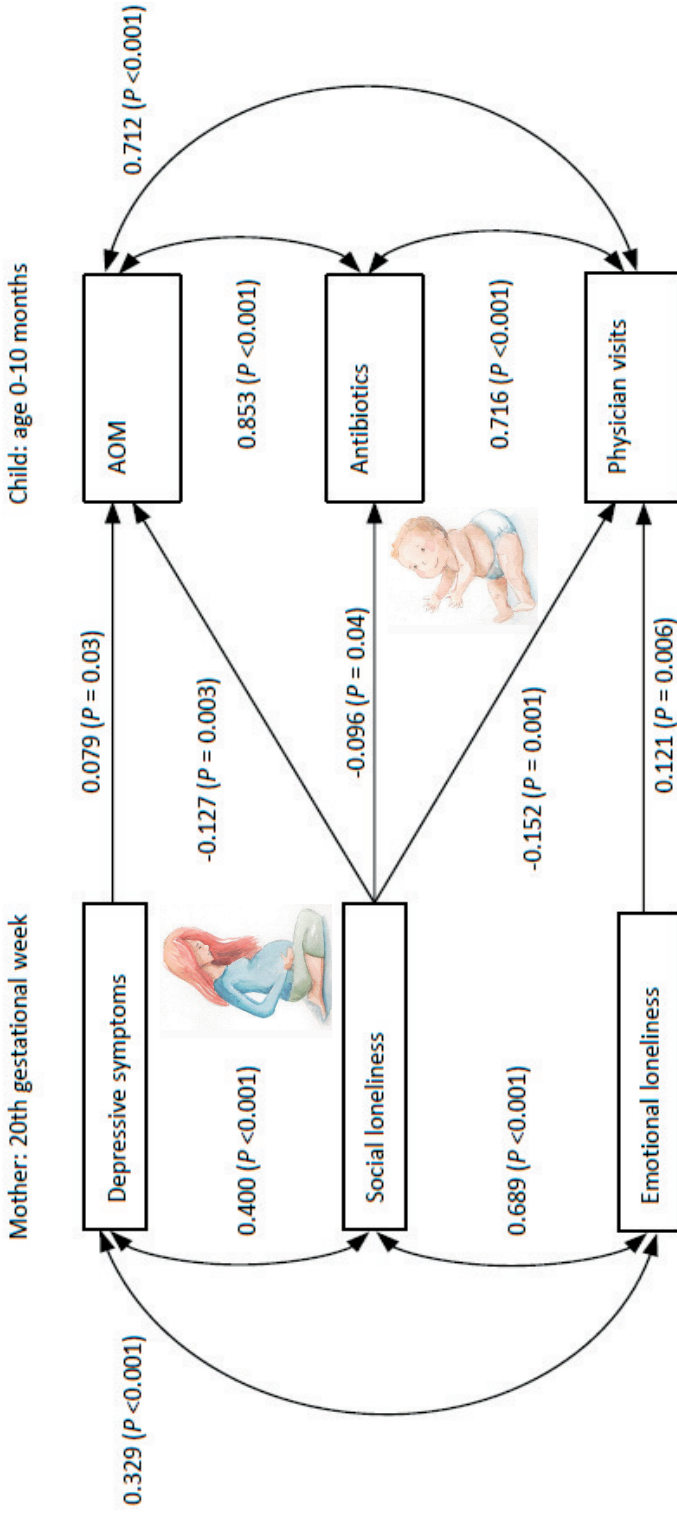 Mother: 20th gestational week
Child: age 0-10 months
0.329 (P <0.001)
Depressive symptoms
0.079 (P = 0.03)
AOM
0.712 (P <0.001)
0.400 (P <0.001)
-0.127 (P = 0.003)
0.853 (P <0.001)
Social loneliness
-0.096 (P = 0.04)
Antibiotics
0.689 (P <0.001)
-0.152 (P = 0.001)
0.716 (P <0.001)
Emotional loneliness
0.121 (P = 0.006)
Physician visits